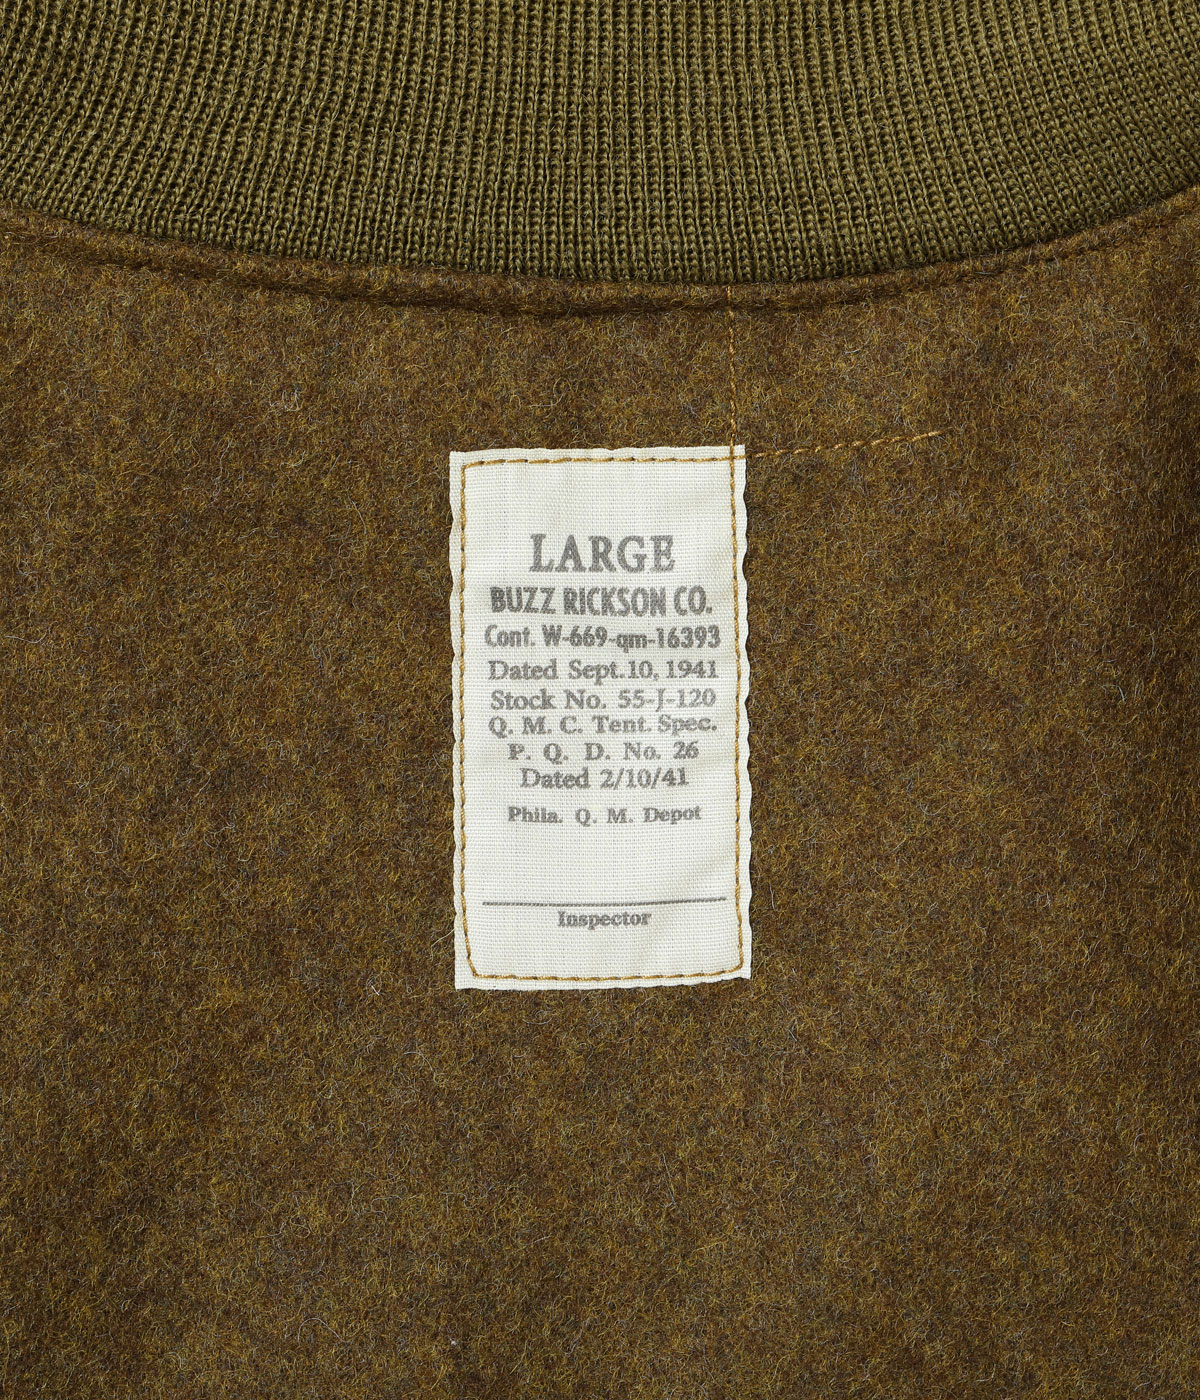 LARGE
BUZZ RICKSON CO.
Cont. W-669-qm-16393
Dated Sept.10, 1941
Stock No. 55-J-120
Q. M. C. Tent. Spec.
P. Q. D. No. 26
Dated 2/10/41
Phila. Q. M. Depot
Inspector